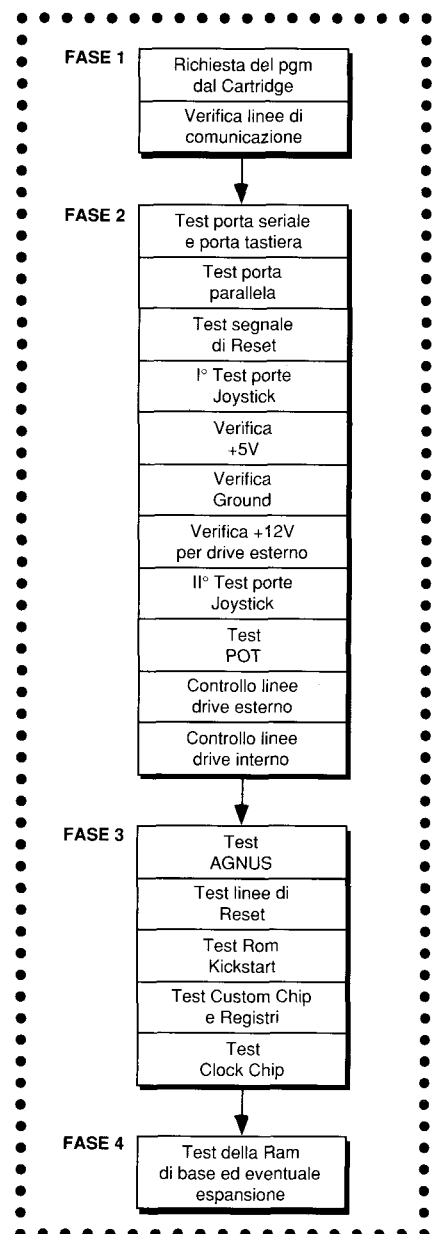 FASE 1
Richiesta del pgm
dal Cartridge
Verifica linee di
comunicazione
FASE 2
Test porta seriale
e porta tastiera
Test porta
parallela
Test segnale
di Reset
I° Test porte
Joystick
Verifica
+5V
Verifica
Ground
Verifica +12V
per drive esterno
II° Test porte
Joystick
Test
POT
Controllo linee
drive esterno
Controllo linee
drive interno
FASE 3
Test
AGNUS
Test linee di
Reset
Test Rom
Kickstart
Test Custom Chip
e Registri
Test
Clock Chip
FASE 4
Test della Ram
di base ed eventuale
espansione